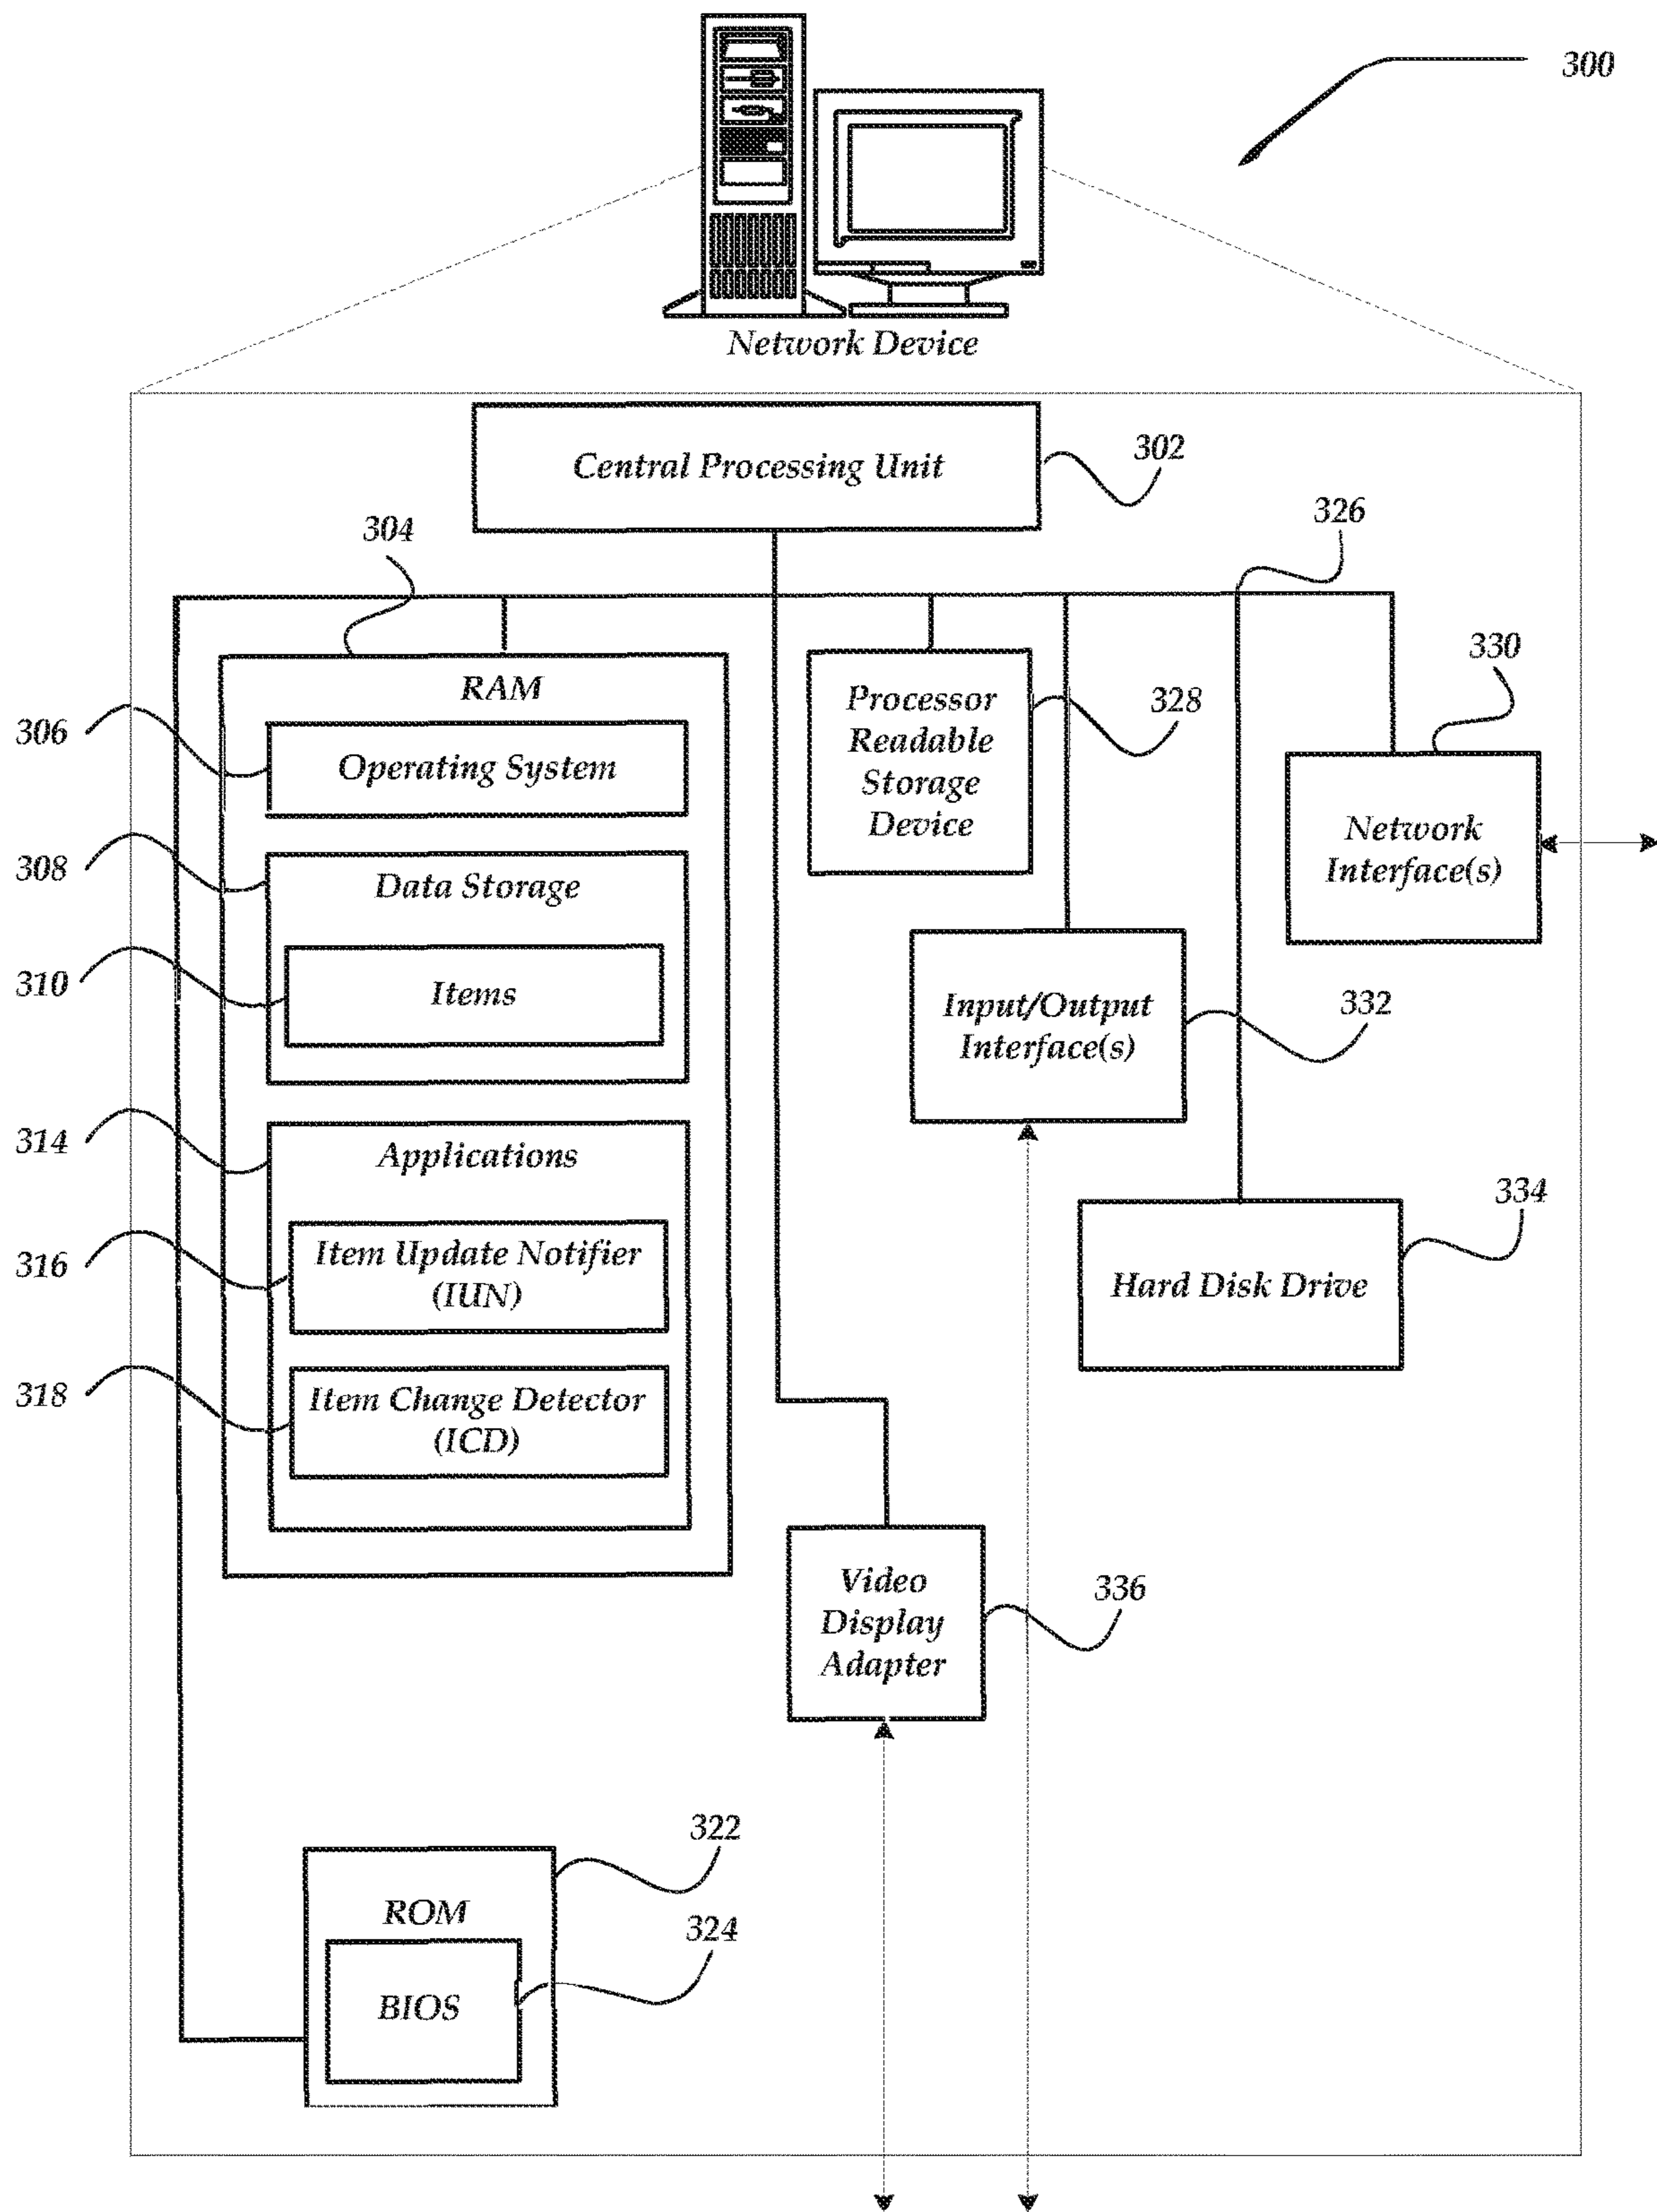 300
Network Device
Central Processing Unit
302
304
326
RAM
330
306
Operating System
Processor
Readable
Storage
Device
328
Network
Interface(s)
308
Data Storage
310
Items
Input/Output
Interface(s)
332
314
Applications
334
316
Item Update Notifier
(IUN)
Hard Disk Drive
318
Item Change Detector
(ICD)
Video
Display
Adapter
336
322
ROM
324
BIOS